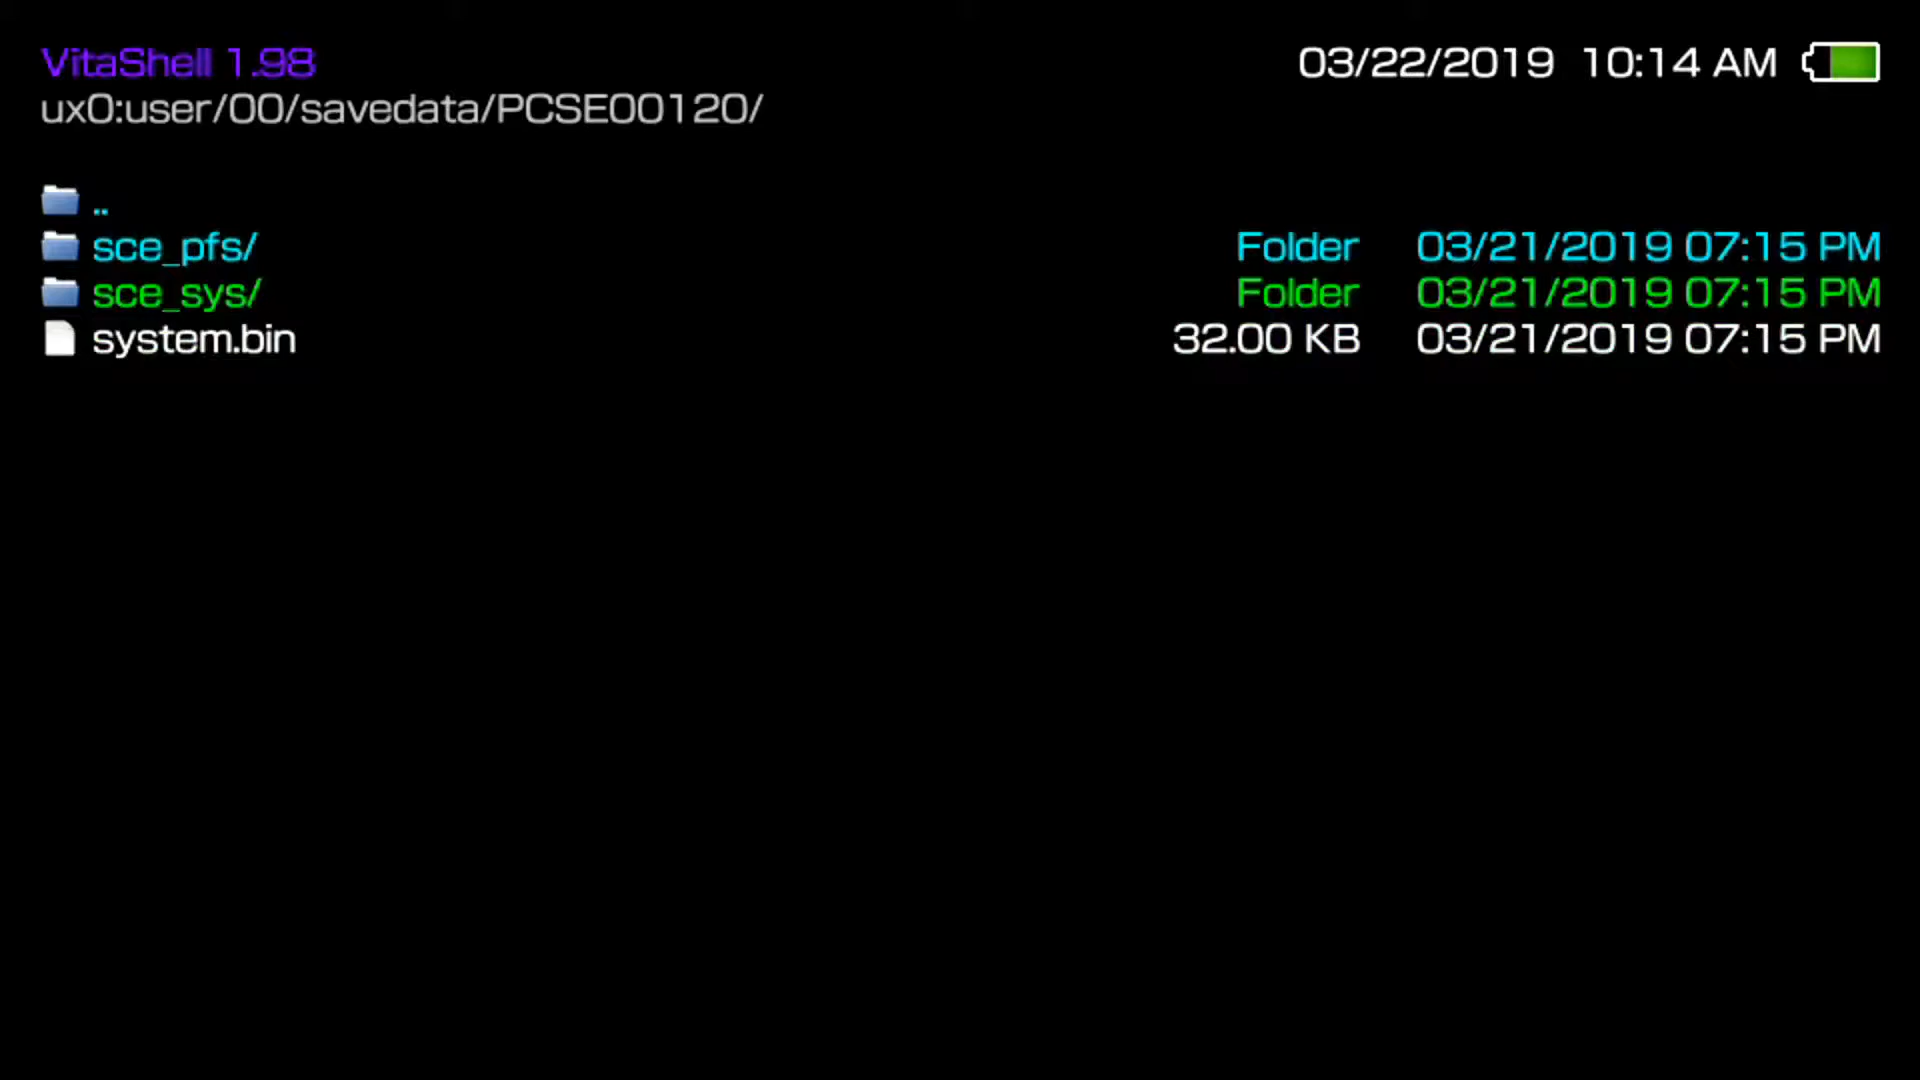 VitaShell 1.98 03/22/2019 10:14 AM
ux0:user/00/savedata/PCSE00120/
..
sce_pfs/ Folder 03/21/2019 07:15 PM
sce_sys/ Folder 03/21/2019 07:15 PM
system.bin 32.00 KB 03/21/2019 07:15 PM